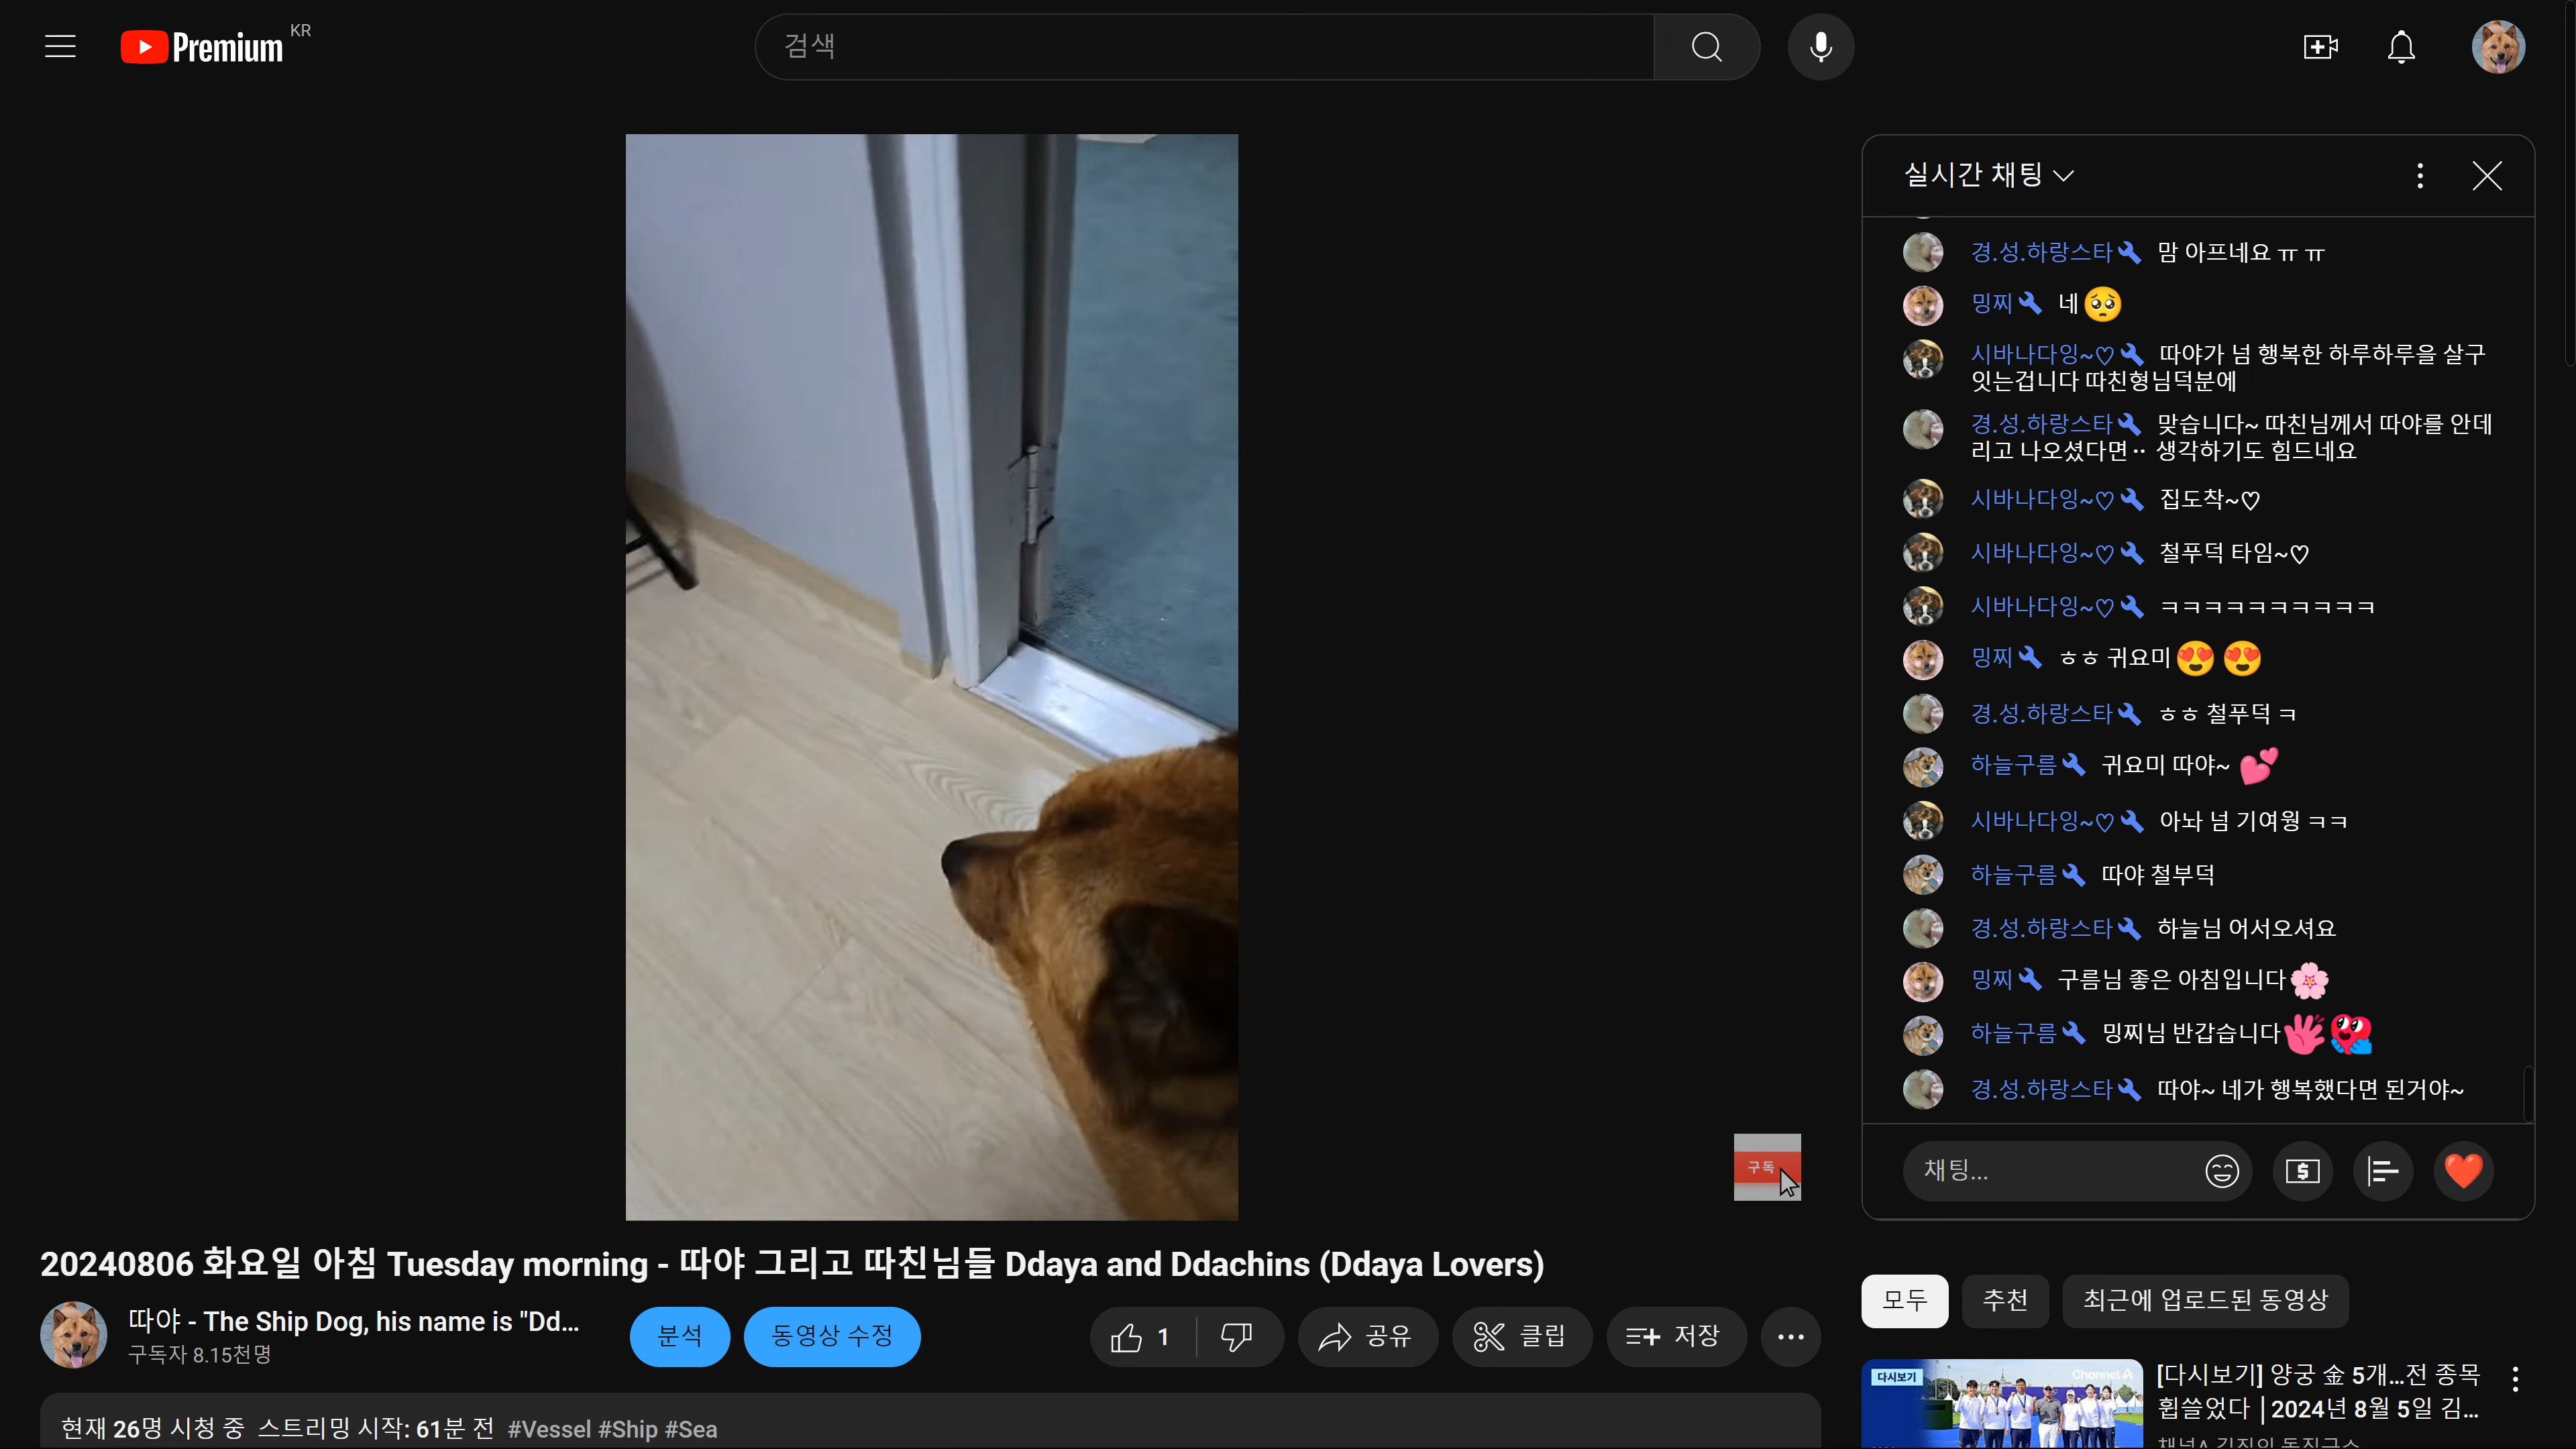 Premium KR
검색
실시간 채팅
경.성.하랑스타 맘 아프네요 ㅠ ㅠ
밍찌 네🥺
시바나다잉~♡ 따야가 넘 행복한 하루하루을 살구
잇는겁니다 따친형님덕분에
경.성.하랑스타 맞습니다~ 따친님께서 따야를 안데
리고 나오셨다면·· 생각하기도 힘드네요
시바나다잉~♡ 집도착~♡
시바나다잉~♡ 철푸덕 타임~♡
시바나다잉~♡ ㅋㅋㅋㅋㅋㅋㅋㅋㅋㅋ
밍찌 ㅎㅎ 귀요미😍😍
경.성.하랑스타 ㅎㅎ 철푸덕 ㅋ
하늘구름 귀요미 따야~ 💕
시바나다잉~♡ 아놔 넘 기여웡 ㅋㅋ
하늘구름 따야 철부덕
경.성.하랑스타 하늘님 어서오셔요
밍찌 구름님 좋은 아침입니다🌸
하늘구름 밍찌님 반갑습니다
경.성.하랑스타 따야~ 네가 행복했다면 된거야~
구독
채팅...
20240806 화요일 아침 Tuesday morning - 따야 그리고 따친님들 Ddaya and Ddachins (Ddaya Lovers)
따야 - The Ship Dog, his name is "Dd...
구독자 8.15천명
분석
동영상 수정
1
공유
클립
저장
현재 26명 시청 중 스트리밍 시작: 61분 전 #Vessel #Ship #Sea
모두
추천
최근에 업로드된 동영상
다시보기
Channel A
[다시보기] 양궁 金 5개...전 종목
휩쓸었다 | 2024년 8월 5일 김...